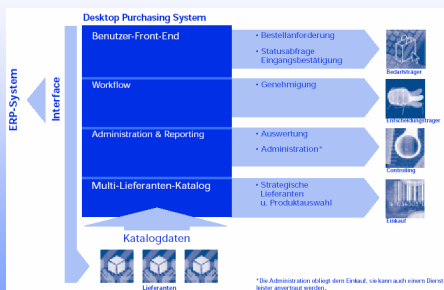 Desktop Purchasing System
Benutzer-Front-End
• Bestellanforderung
• Statusabfrage
Eingangsbestätigung
Bedarfsträger
ERP-System
Interface
Workflow
• Genehmigung
Entscheidungsträger
Administration & Reporting
• Auswertung
• Administration*
Controlling
Multi-Lieferanten-Katalog
• Strategische
Lieferanten
u. Produktauswahl
Einkauf
Katalogdaten
Lieferanten
*Die Administration obliegt dem Einkauf, sie kann auch einem Dienst
leister anvertraut werden.